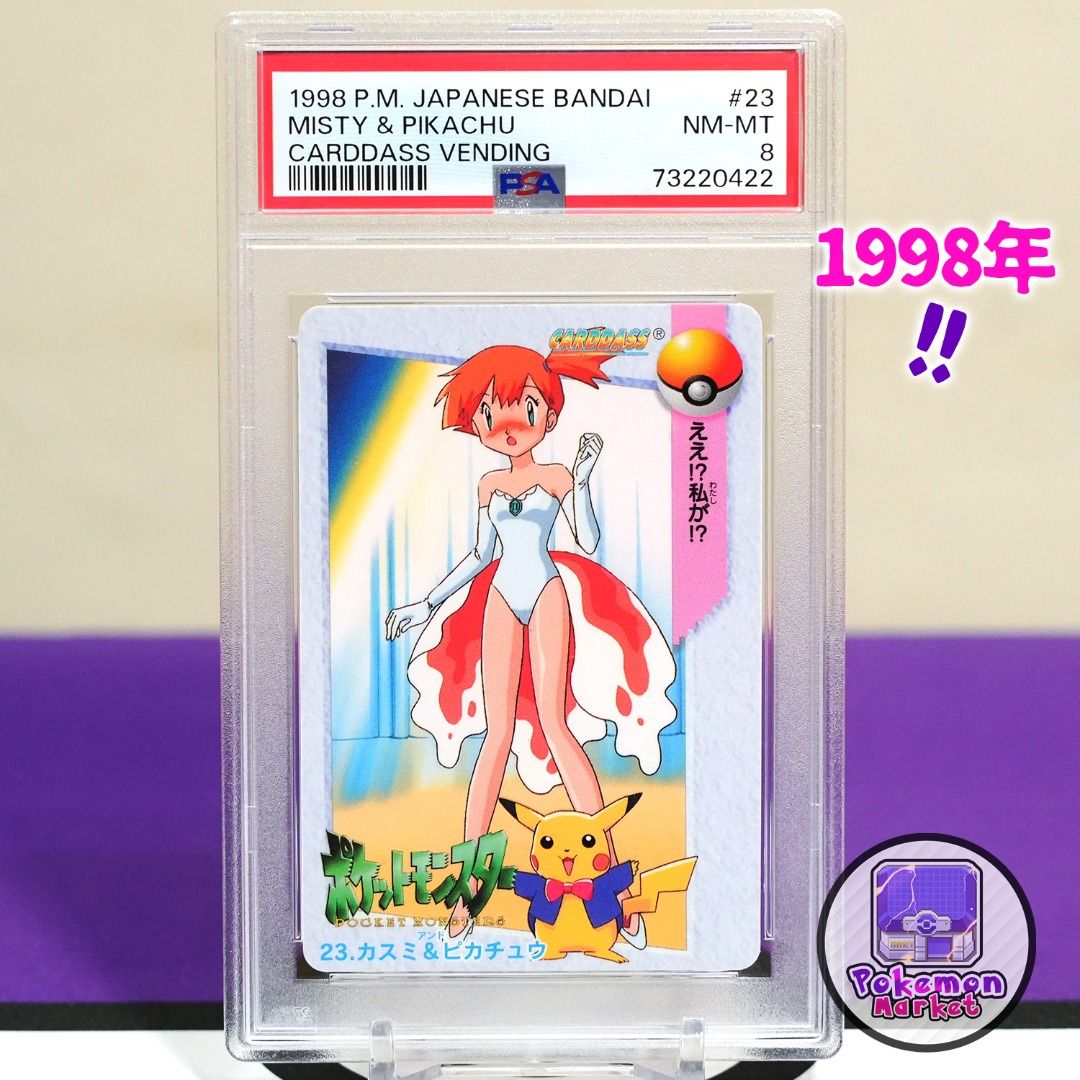 1998 P.M. JAPANESE BANDAI #23
MISTY & PIKACHU NM-MT
CARDDASS VENDING 8
PSA 73220422
1998年
!!
CARDDASS®
ええ!?私が!?
わたし
ポケットモンスター
POCKET MONSTERS
アンド
23.カスミ&ピカチュウ
Pokemon
Market